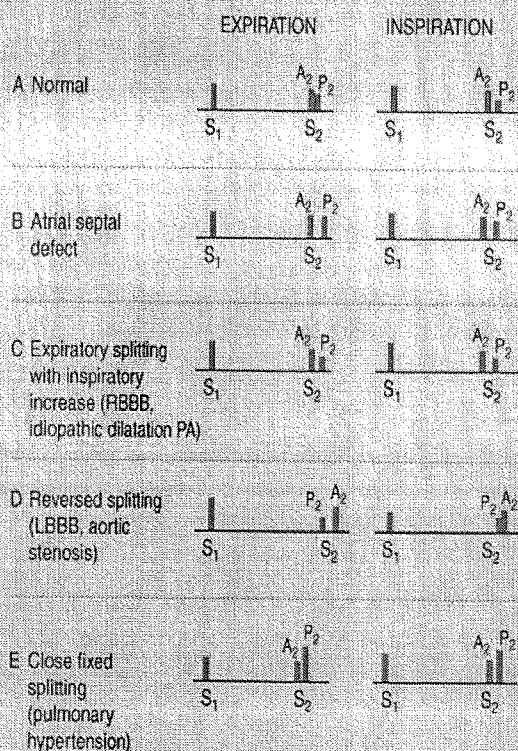 EXPIRATION INSPIRATION
A Normal
A₂ P₂ A₂ P₂
S₁ S₂ S₁ S₂
B Atrial septal
defect
A₂ P₂ A₂ P₂
S₁ S₂ S₁ S₂
C Expiratory splitting
with inspiratory
increase (RBBB,
idiopathic dilatation PA)
A₂ P₂ A₂ P₂
S₁ S₂ S₁ S₂
D Reversed splitting
(LBBB, aortic
stenosis)
P₂ A₂ P₂ A₂
S₁ S₂ S₁ S₂
E Close fixed
splitting
(pulmonary
hypertension)
A₂ P₂ A₂ P₂
S₁ S₂ S₁ S₂